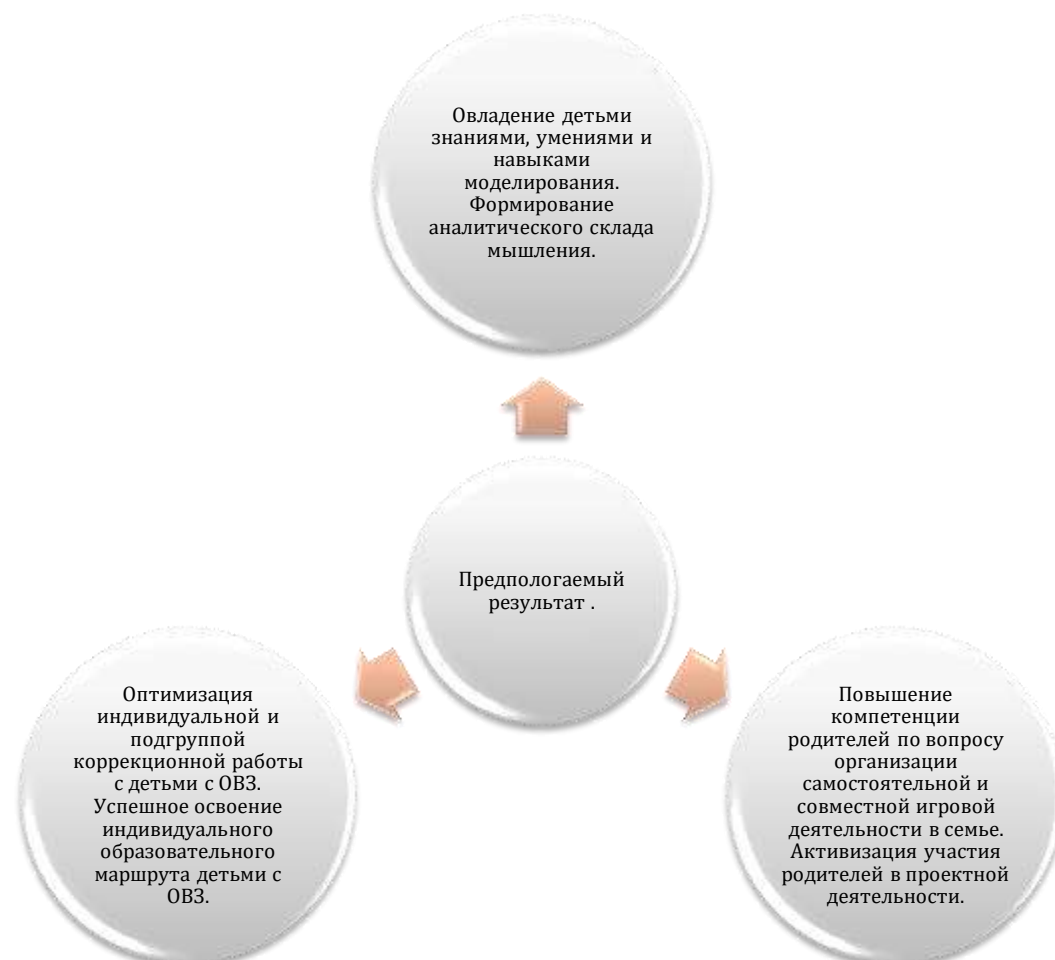 Овладение детьми
знаниями, умениями и
навыками
моделирования.
Формирование
аналитического склада
мышления.
Предпологаемый
результат .
Оптимизация
индивидуальной и
подгруппой
коррекционной работы
с детьми с ОВЗ.
Успешное освоение
индивидуального
образовательного
маршрута детьми с
ОВЗ.
Повышение
компетенции
родителей по вопросу
организации
самостоятельной и
совместной игровой
деятельности в семье.
Активизация участия
родителей в проектной
деятельности.